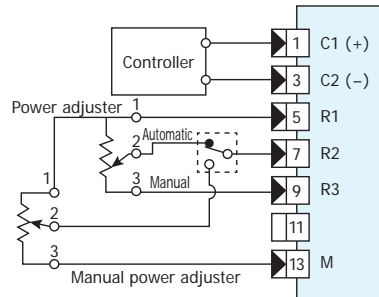 1 C1 (+)
Controller
3 C2 (−)
Power adjuster 1
5 R1
Automatic
2
7 R2
1
3 Manual
9 R3
2
11
3
13 M
Manual power adjuster